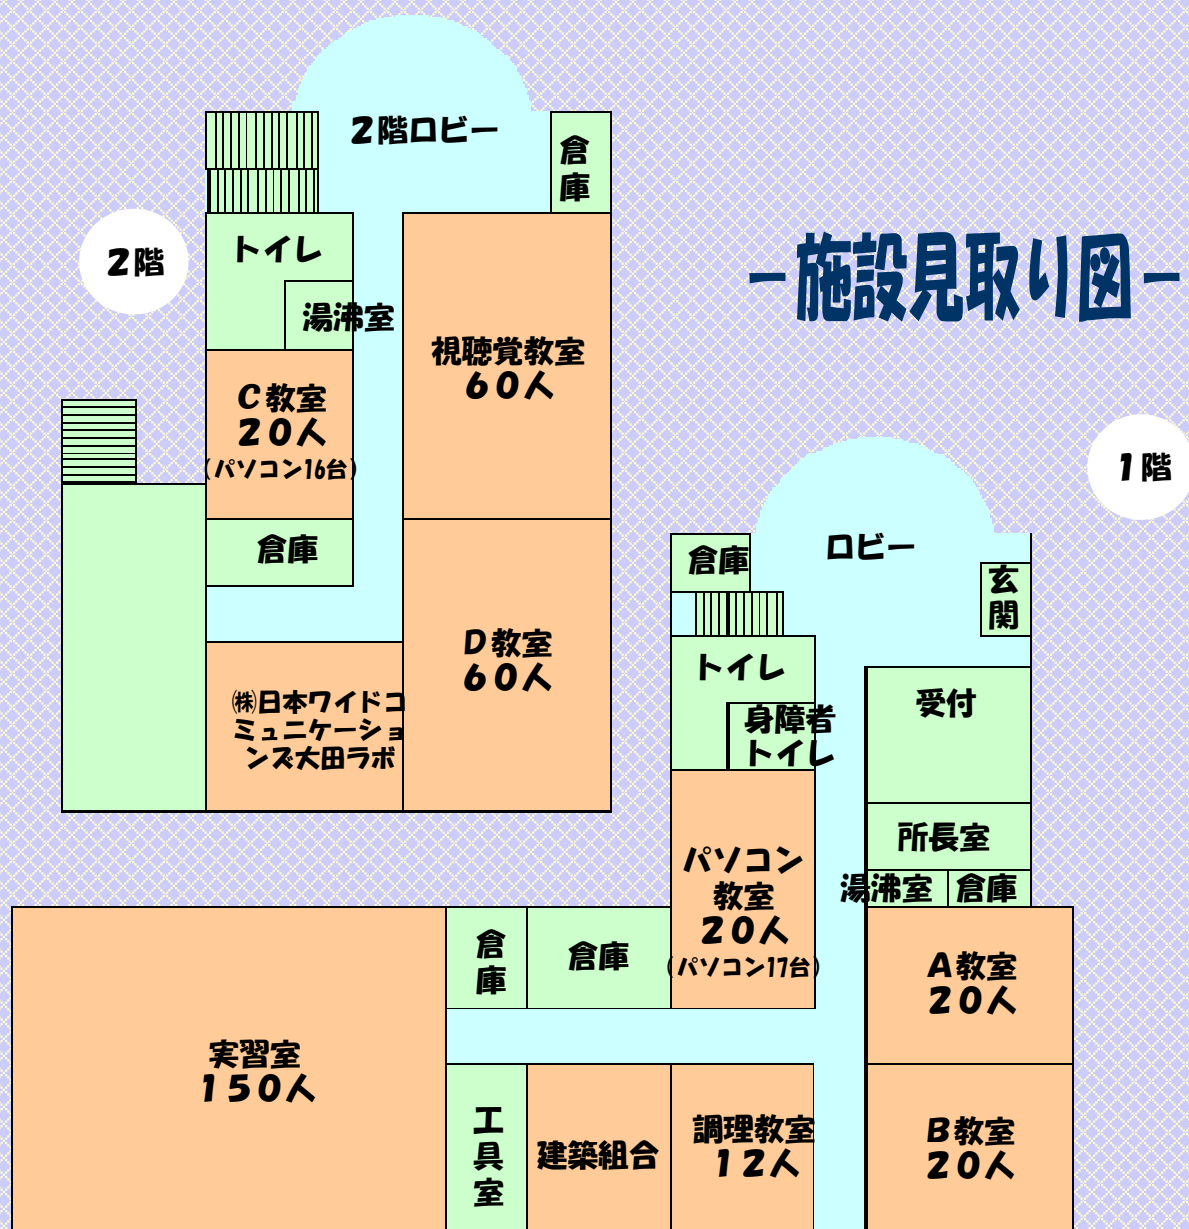 －施設見取り図－
2階
2階ロビー
倉
庫
トイレ
湯沸室
視聴覚教室
６０人
Ｃ教室
２０人
（パソコン16台）
倉庫
Ｄ教室
６０人
㈱日本ワイドコ
ミュニケーショ
ンズ大田ラボ
1階
ロビー
倉庫
玄
関
トイレ
身障者
トイレ
受付
所長室
湯沸室
倉庫
パソコン
教室
２０人
（パソコン17台）
倉
庫
倉庫
Ａ教室
２０人
実習室
１５０人
工
具
室
建築組合
調理教室
１２人
Ｂ教室
２０人